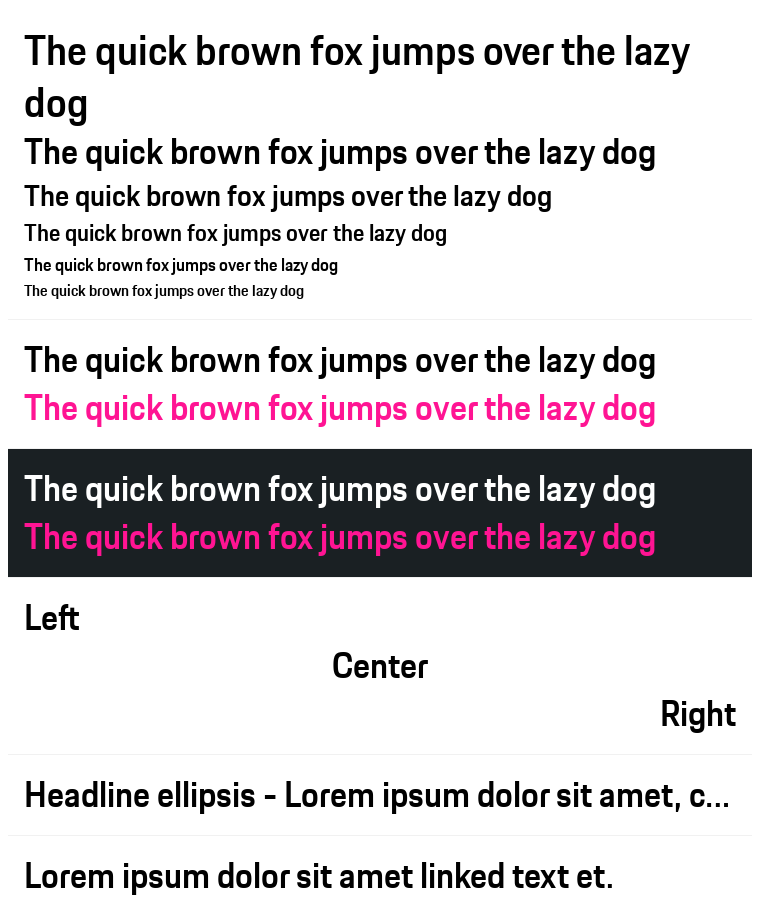 The quick brown fox jumps over the lazy
dog
The quick brown fox jumps over the lazy dog
The quick brown fox jumps over the lazy dog
The quick brown fox jumps over the lazy dog
The quick brown fox jumps over the lazy dog
The quick brown fox jumps over the lazy dog
The quick brown fox jumps over the lazy dog
The quick brown fox jumps over the lazy dog
The quick brown fox jumps over the lazy dog
The quick brown fox jumps over the lazy dog
Left
Center
Right
Headline ellipsis - Lorem ipsum dolor sit amet, c...
Lorem ipsum dolor sit amet linked text et.